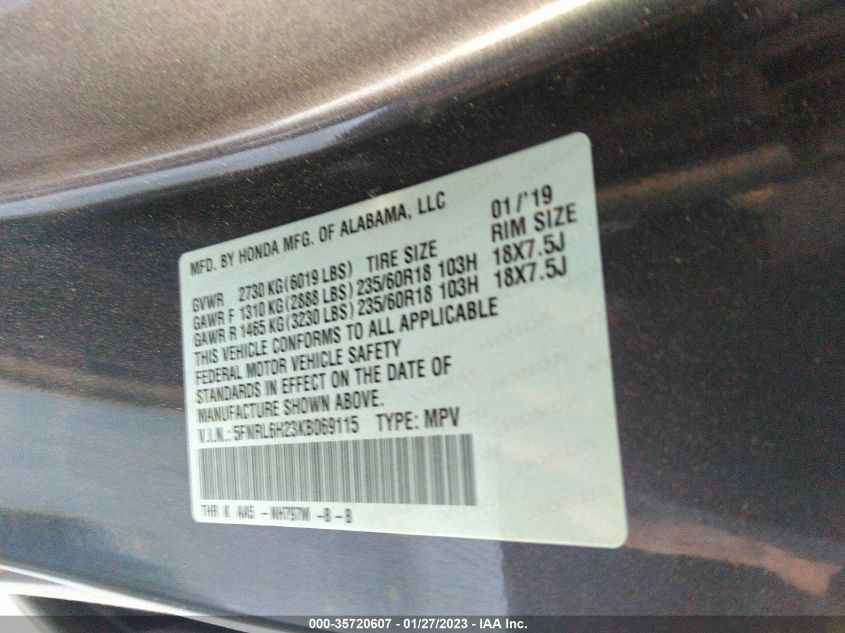 MFD. BY HONDA MFG. OF ALABAMA, LLC 01/'19
GVWR 2730 KG (6019 LBS) TIRE SIZE RIM SIZE
GAWR F 1310 KG (2888 LBS) 235/60R18 103H 18X7.5J
GAWR R 1465 KG (3230 LBS) 235/60R18 103H 18X7.5J
THIS VEHICLE CONFORMS TO ALL APPLICABLE
FEDERAL MOTOR VEHICLE SAFETY
STANDARDS IN EFFECT ON THE DATE OF
MANUFACTURE SHOWN ABOVE.
V.I.N.: 5FNRL6H23KB069115 TYPE: MPV
THR K AA5 -NH797M -B - B
000-35720607 - 01/27/2023 - IAA Inc.